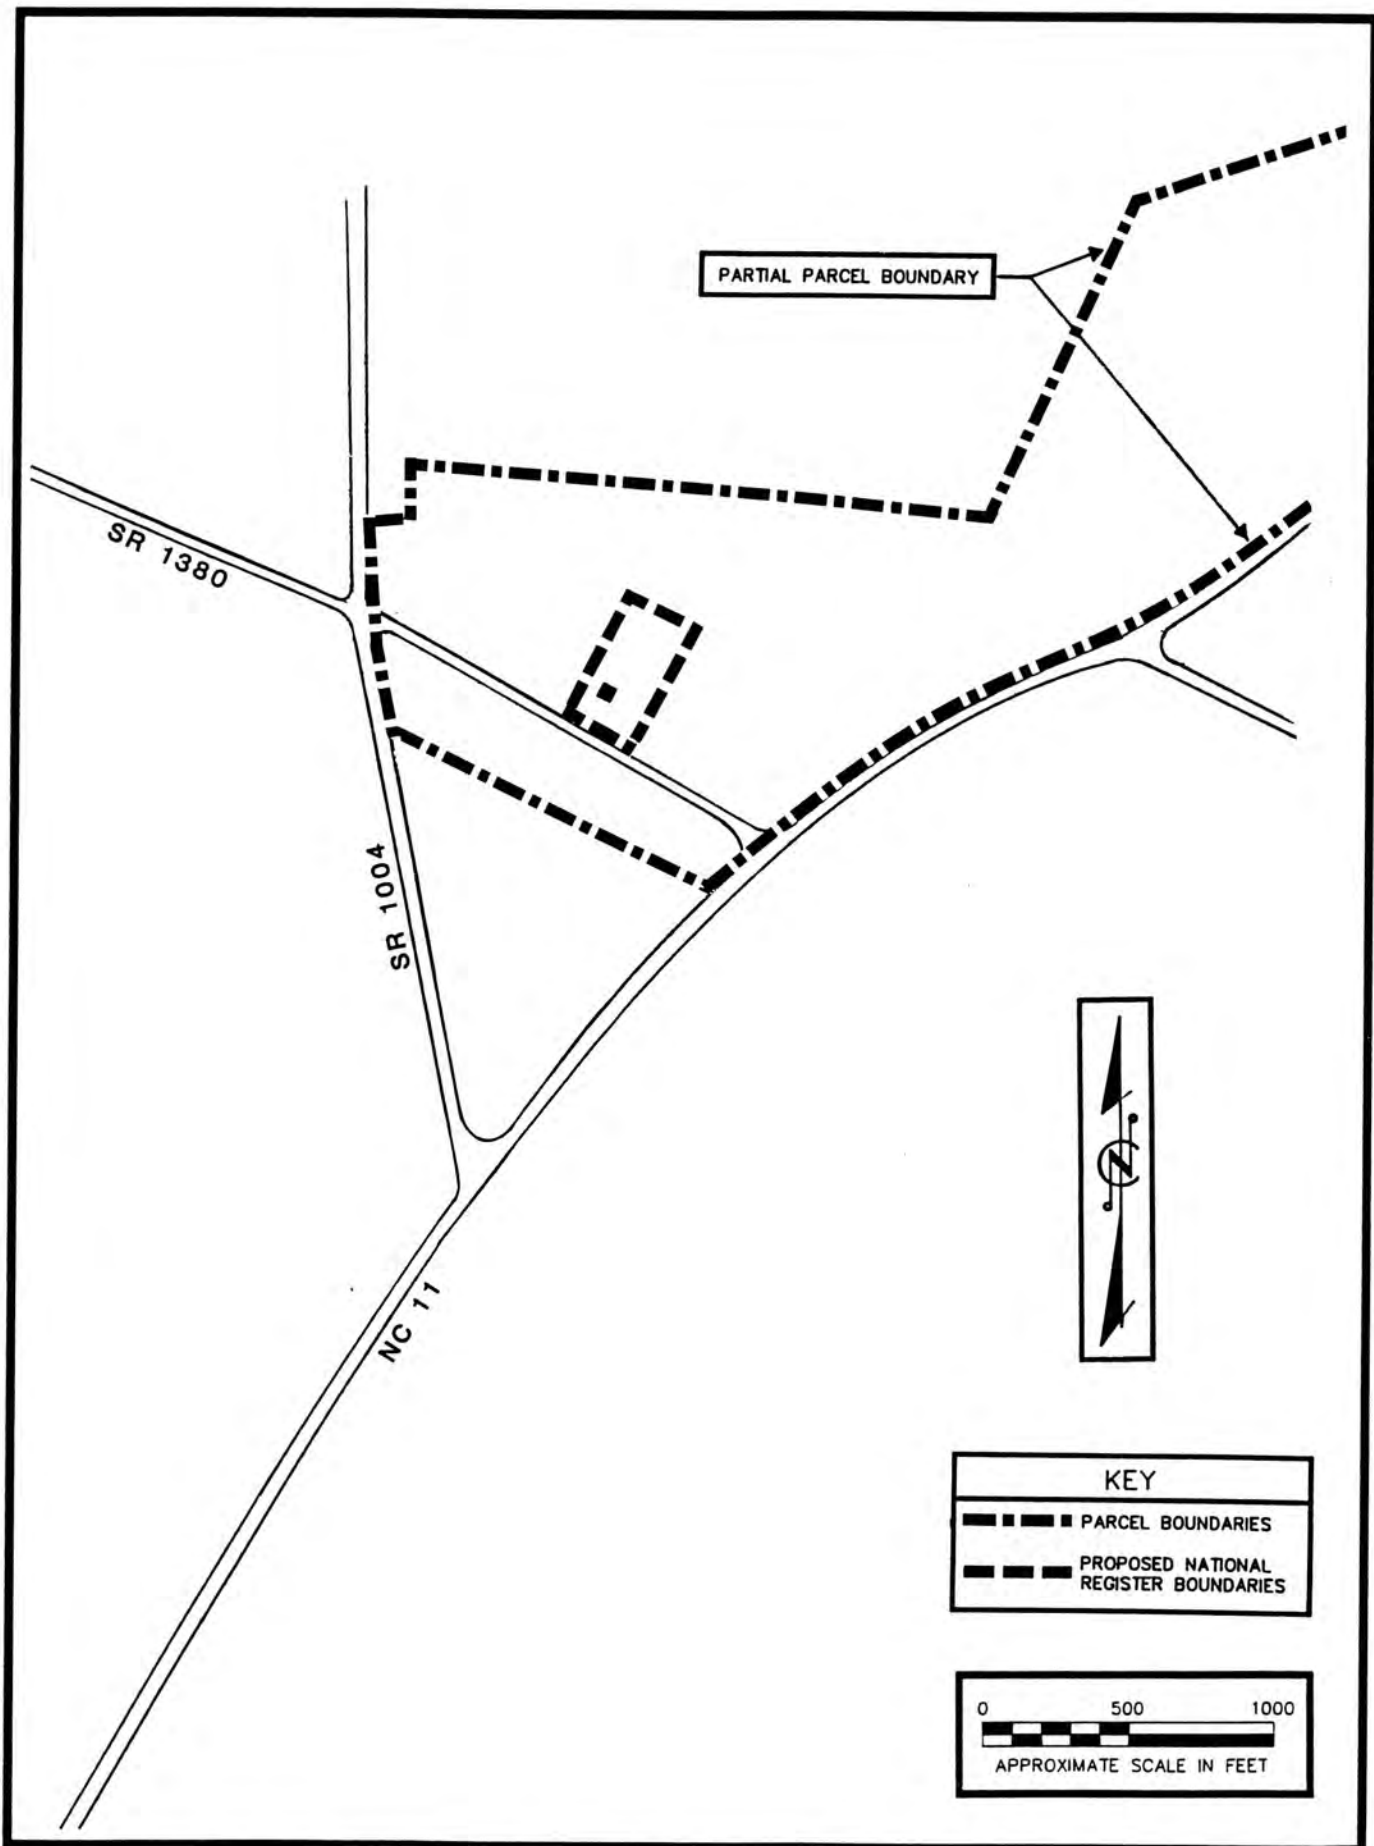 PARTIAL PARCEL BOUNDARY
SR 1380
SR 1004
NC 11
N
KEY
PARCEL BOUNDARIES
PROPOSED NATIONAL
REGISTER BOUNDARIES
0 500 1000
APPROXIMATE SCALE IN FEET